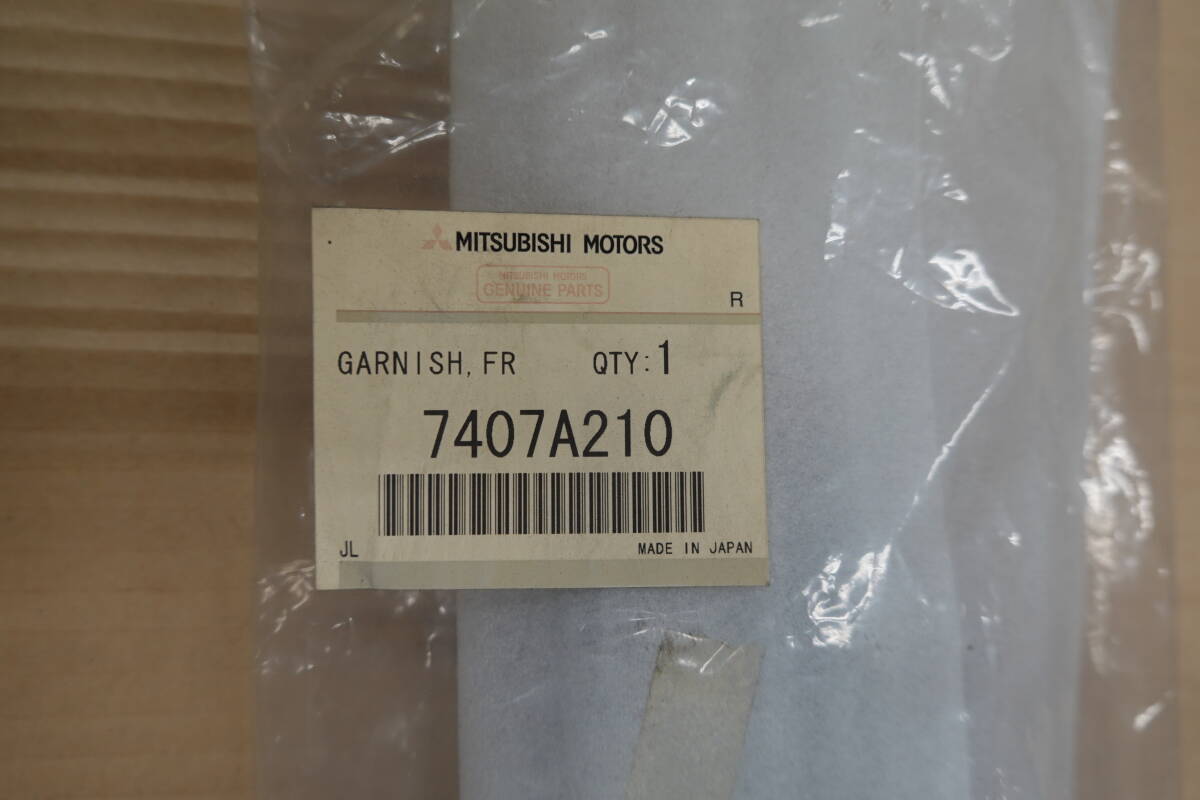 MITSUBISHI MOTORS
MITSUBISHI MOTORS
GENUINE PARTS
R
GARNISH, FR QTY: 1
7407A210
JL MADE IN JAPAN